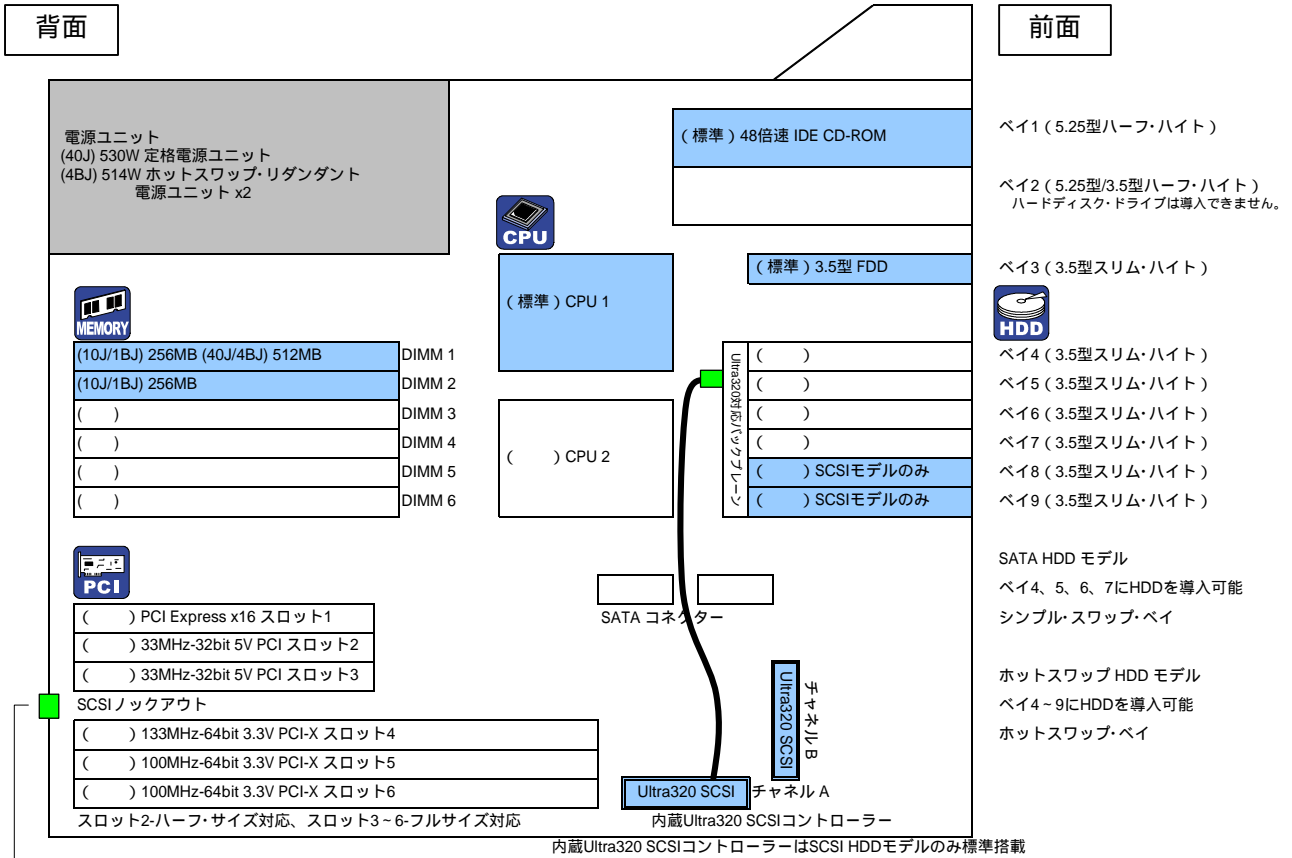 背面
前面
電源ユニット
(40J) 530W 定格電源ユニット
(4BJ) 514W ホットスワップ・リダンダント
電源ユニット x2
(標準) 48倍速 IDE CD-ROM
ベイ1 (5.25型ハーフ・ハイト)
ベイ2 (5.25型/3.5型ハーフ・ハイト)
ハードディスク・ドライブは導入できません。
CPU
(標準) CPU 1
(標準) 3.5型 FDD
ベイ3 (3.5型スリム・ハイト)
MEMORY
HDD
(10J/1BJ) 256MB (40J/4BJ) 512MB
DIMM 1
(10J/1BJ) 256MB
DIMM 2
( )
DIMM 3
( )
DIMM 4
( )
DIMM 5
( )
DIMM 6
( ) CPU 2
Ultra320対応バックプレーン
( )
ベイ4 (3.5型スリム・ハイト)
( )
ベイ5 (3.5型スリム・ハイト)
( )
ベイ6 (3.5型スリム・ハイト)
( )
ベイ7 (3.5型スリム・ハイト)
( ) SCSIモデルのみ
ベイ8 (3.5型スリム・ハイト)
( ) SCSIモデルのみ
ベイ9 (3.5型スリム・ハイト)
PCI
( ) PCI Express x16 スロット1
( ) 33MHz-32bit 5V PCI スロット2
( ) 33MHz-32bit 5V PCI スロット3
SCSIノックアウト
( ) 133MHz-64bit 3.3V PCI-X スロット4
( ) 100MHz-64bit 3.3V PCI-X スロット5
( ) 100MHz-64bit 3.3V PCI-X スロット6
スロット2-ハーフ・サイズ対応、スロット3~6-フルサイズ対応
SATA コネクター
Ultra320 SCSI
チャネル B
Ultra320 SCSI
チャネル A
内蔵Ultra320 SCSIコントローラー
内蔵Ultra320 SCSIコントローラーはSCSI HDDモデルのみ標準搭載
SATA HDD モデル
ベイ4、5、6、7にHDDを導入可能
シンプル・スワップ・ベイ
ホットスワップ HDD モデル
ベイ4~9にHDDを導入可能
ホットスワップ・ベイ